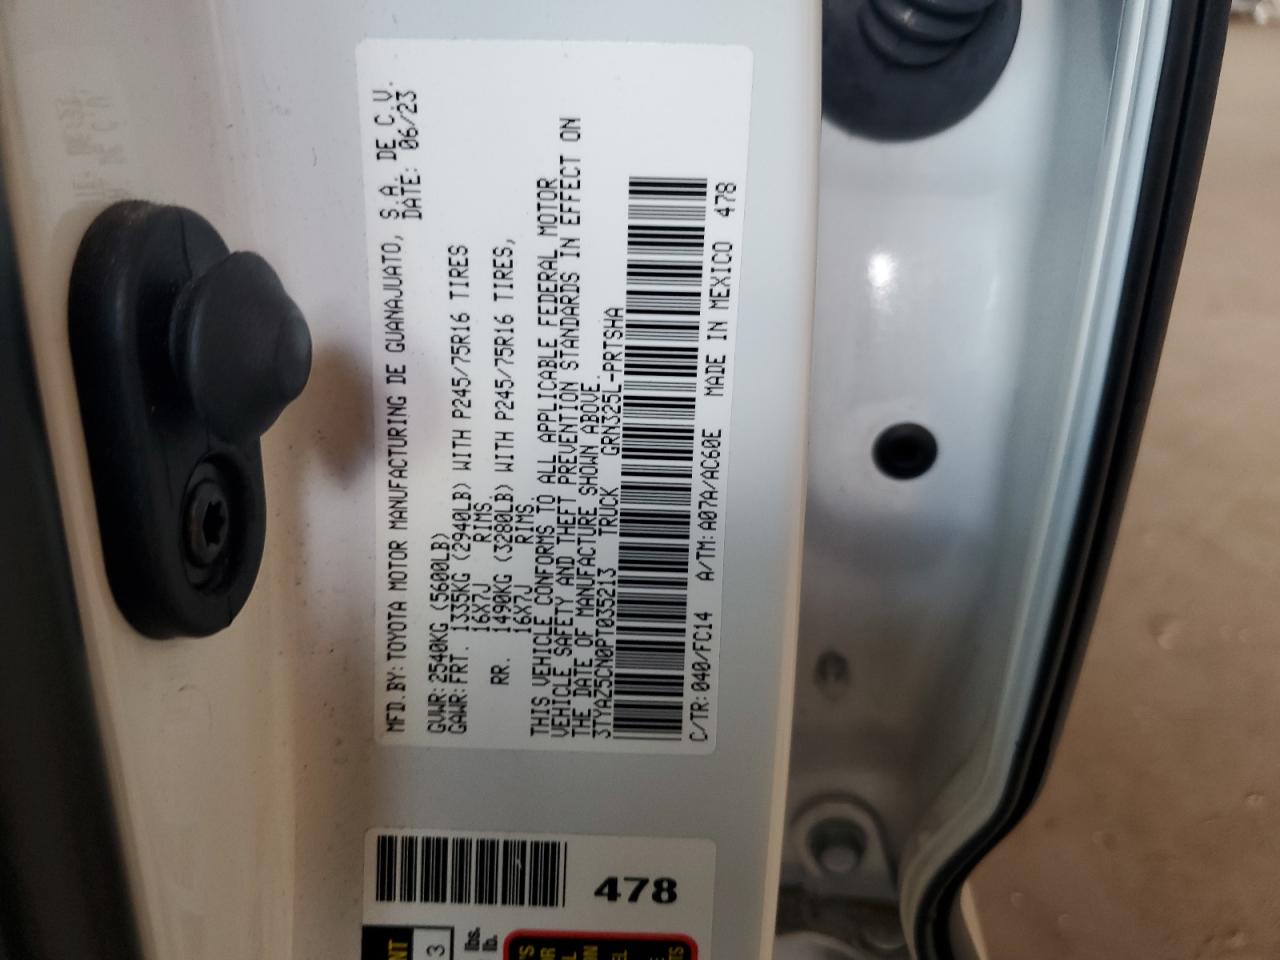 MFD.BY:TOYOTA MOTOR MANUFACTURING DE GUANAJUATO, S.A. DE C.V.
DATE: 06/23
GVWR:2540KG (5600LB)
GAWR:FRT. 1335KG (2940LB) WITH P245/75R16 TIRES
16X7J RIMS.
RR. 1490KG (3280LB) WITH P245/75R16 TIRES,
16X7J RIMS.
THIS VEHICLE CONFORMS TO ALL APPLICABLE FEDERAL MOTOR
VEHICLE SAFETY AND THEFT PREVENTION STANDARDS IN EFFECT ON
THE DATE OF MANUFACTURE SHOWN ABOVE.
3TYAZ5CN0PT035213 TRUCK GRN325L-PRTSHA
C/TR:040/FC14 A/TM:A07A/AC60E MADE IN MEXICO 478
478
3
lbs.
lb.